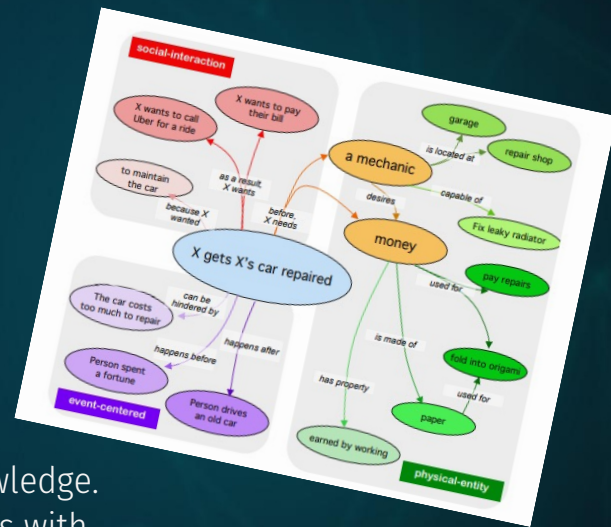 social-interaction
X wants to call
Uber for a ride
X wants to pay
their bill
to maintain
the car
as a result,
X wants
because X
wanted
before,
X needs
X gets X's car repaired
a mechanic
garage
is located at
repair shop
desires
capable of
Fix leaky radiator
money
used for
pay repairs
is made of
fold into origami
has property
used for
paper
earned by working
physical-entity
can be
hindered by
The car costs
too much to repair
happens before
happens after
Person spent
a fortune
Person drives
an old car
event-centered
wledge.
s with